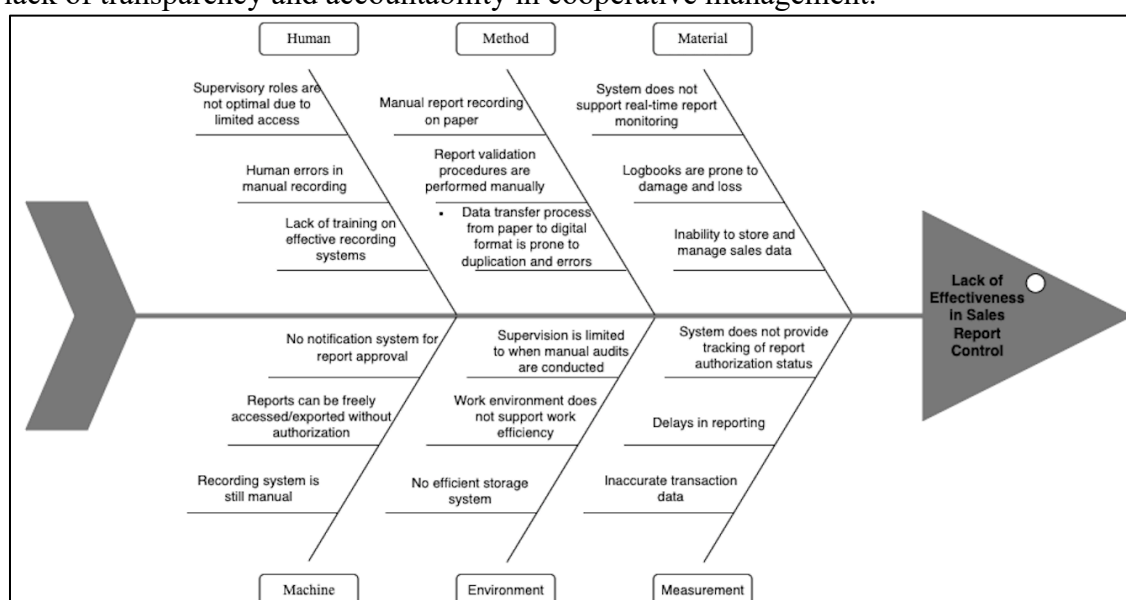 lack of transparency and accountability in cooperative management.
Human
Method
Material
Supervisory roles are
not optimal due to
limited access
Human errors in
manual recording
Lack of training on
effective recording
systems
Manual report recording
on paper
Report validation
procedures are
performed manually
▪ Data transfer process
from paper to digital
format is prone to
duplication and errors
System does not
support real-time report
monitoring
Logbooks are prone to
damage and loss
Inability to store and
manage sales data
Lack of
Effectiveness
in Sales
Report
Control
No notification system for
report approval
Reports can be freely
accessed/exported without
authorization
Recording system is
still manual
Supervision is limited
to when manual audits
are conducted
Work environment does
not support work
efficiency
No efficient storage
system
System does not provide
tracking of report
authorization status
Delays in reporting
Inaccurate transaction
data
Machine
Environment
Measurement